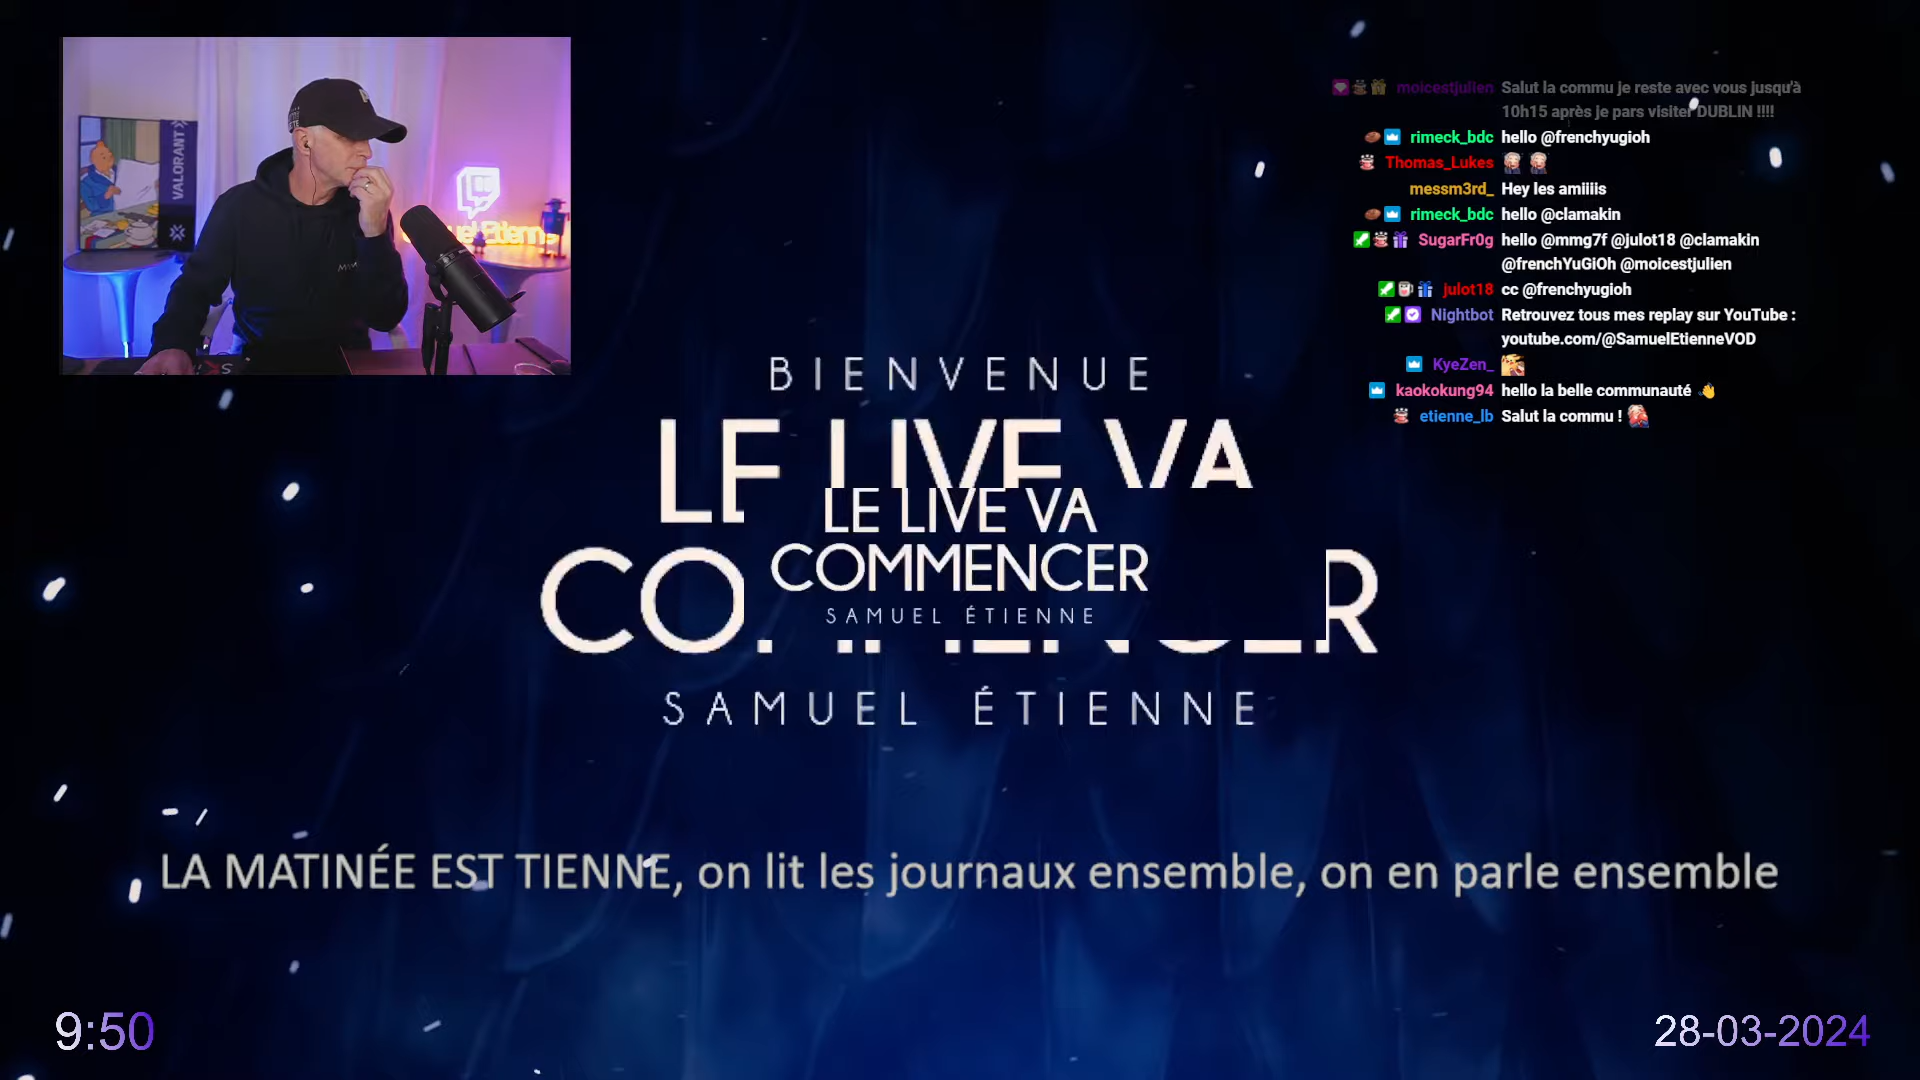 VALORANT
moicestjulien Salut la commu je reste avec vous jusqu'à
10h15 après je pars visiter DUBLIN !!!!
rimeck_bdc hello @frenchyugioh
Thomas_Lukes
messm3rd_ Hey les amiiiis
rimeck_bdc hello @clamakin
SugarFr0g hello @mmg7f @julot18 @clamakin
@frenchYuGiOh @moicestjulien
julot18 cc @frenchyugioh
Nightbot Retrouvez tous mes replay sur YouTube :
youtube.com/@SamuelEtienneVOD
KyeZen_
kaokokung94 hello la belle communauté
etienne_lb Salut la commu !
BIENVENUE
LE LIVE VA
LE LIVE VA
COMMENCER
SAMUEL ÉTIENNE
COMMENCER
SAMUEL ÉTIENNE
LA MATINÉE EST TIENNE, on lit les journaux ensemble, on en parle ensemble
9:50
28-03-2024